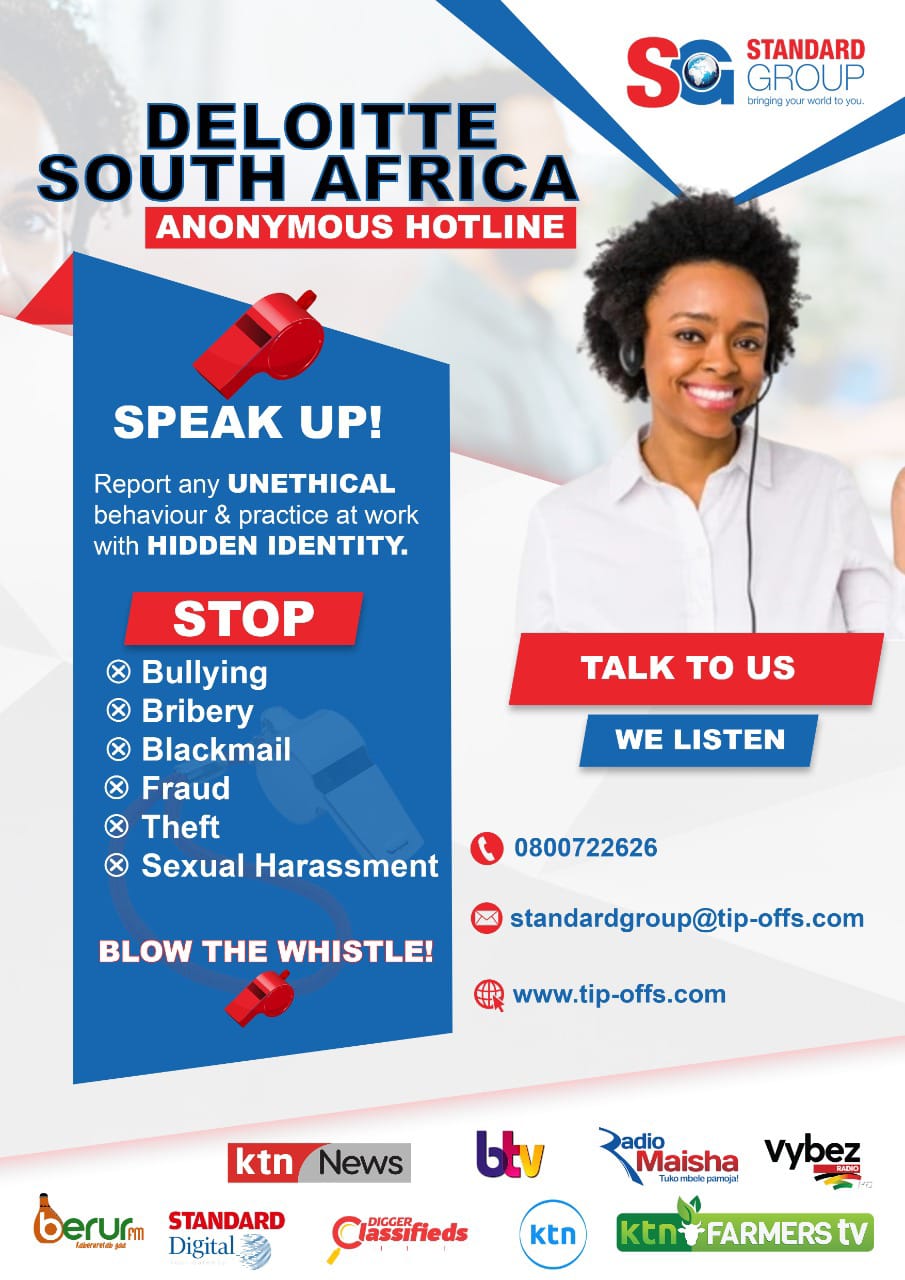 SG STANDARD
GROUP
bringing your world to you.
DELOITTE
SOUTH AFRICA
ANONYMOUS HOTLINE
SPEAK UP!
Report any UNETHICAL
behaviour & practice at work
with HIDDEN IDENTITY.
STOP
Bullying
Bribery
Blackmail
Fraud
Theft
Sexual Harassment
BLOW THE WHISTLE!
TALK TO US
WE LISTEN
0800722626
standardgroup@tip-offs.com
www.tip-offs.com
ktn News
btv
Radio
Maisha
Tuko mbele pamoja!
Vybez
RADIO
berur FM
STANDARD
Digital
DIGGER
Classifieds
ktn
ktn FARMERS tv